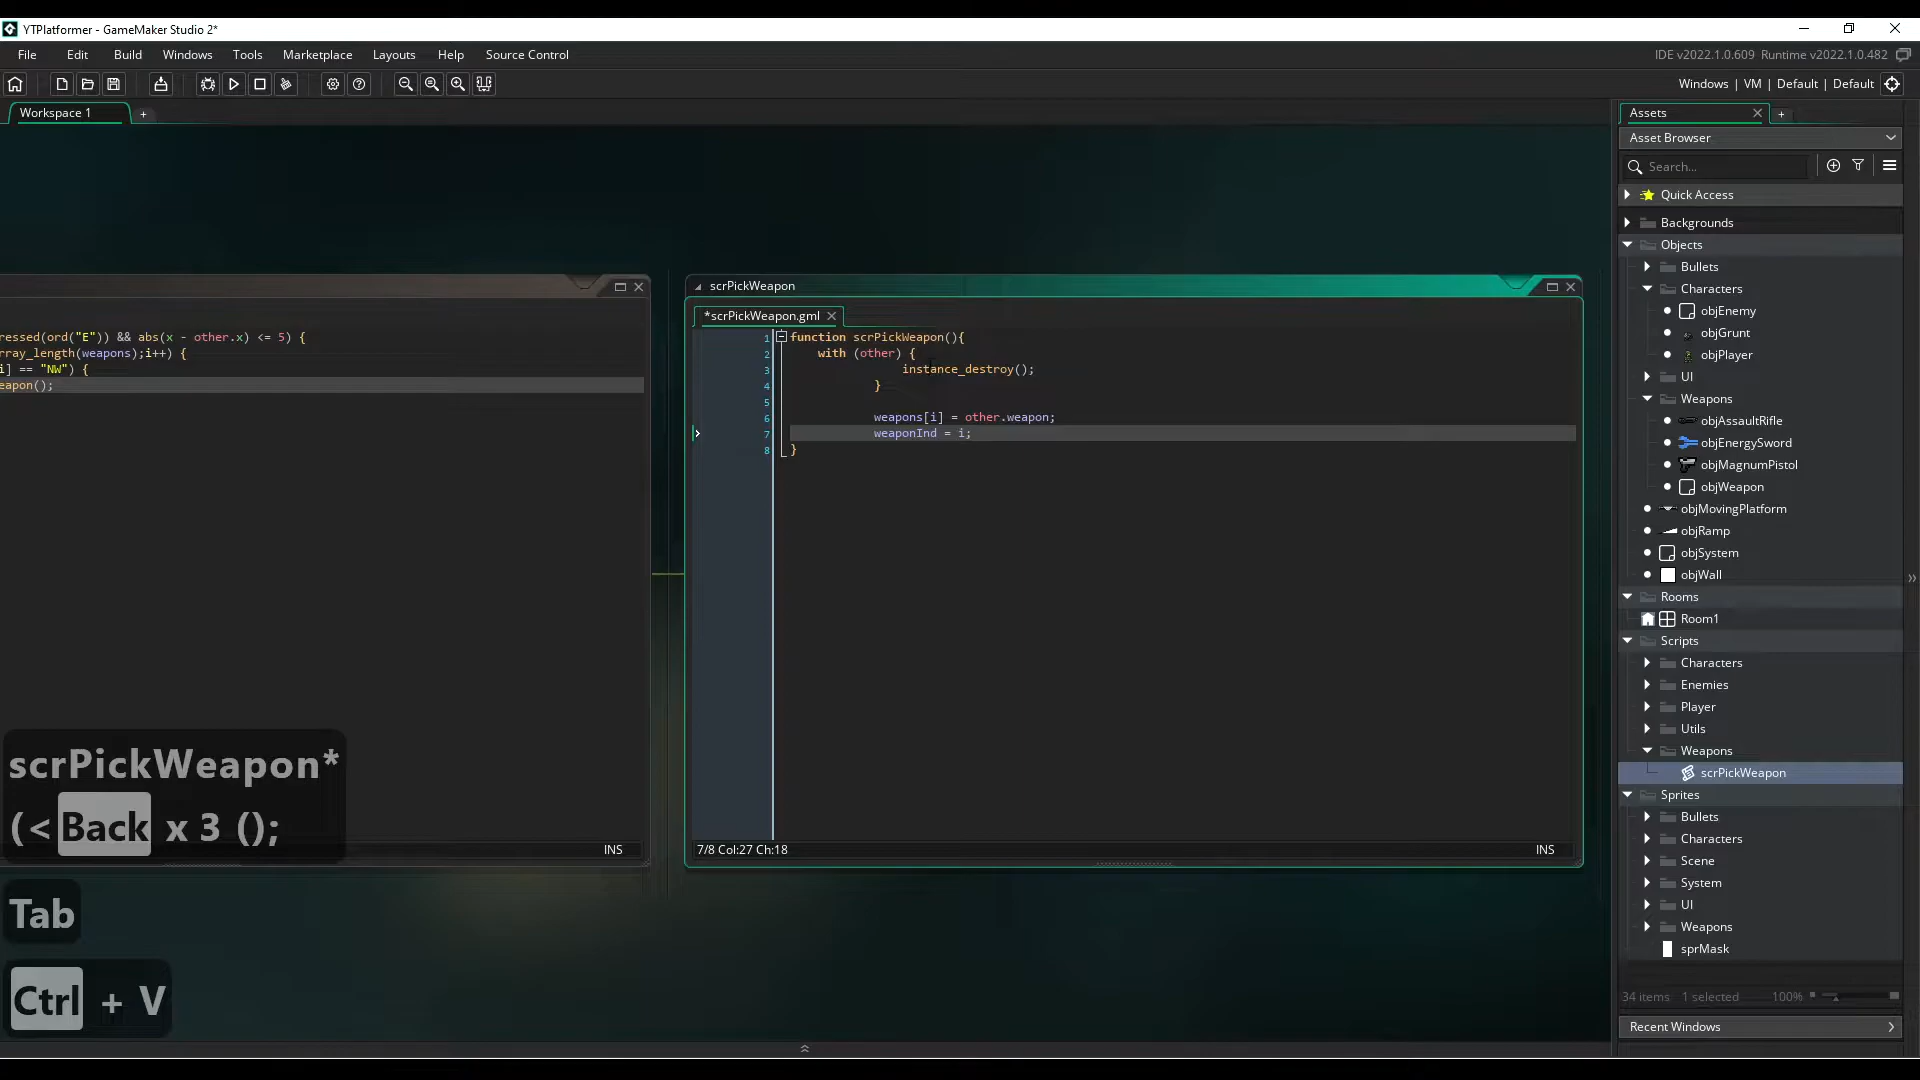 YTPlatformer - GameMaker Studio 2*
File Edit Build Windows Tools Marketplace Layouts Help Source Control
IDE v2022.1.0.609 Runtime v2022.1.0.482
Windows | VM | Default | Default
Workspace 1 +
Assets +
Asset Browser
Search...
Quick Access
Backgrounds
Objects
Bullets
Characters
objEnemy
objGrunt
objPlayer
UI
Weapons
objAssaultRifle
objEnergySword
objMagnumPistol
objWeapon
objMovingPlatform
objRamp
objSystem
objWall
Rooms
Room1
Scripts
Characters
Enemies
Player
Utils
Weapons
scrPickWeapon
Sprites
Bullets
Characters
Scene
System
UI
Weapons
sprMask
34 items 1 selected 100%
Recent Windows
ressed(ord("E")) && abs(x - other.x) <= 5) {
rray_length(weapons);i++) {
i] == "NW") {
eapon();
INS
scrPickWeapon
*scrPickWeapon.gml
1 function scrPickWeapon(){
2 with (other) {
3 instance_destroy();
4 }
5
6 weapons[i] = other.weapon;
7 weaponInd = i;
8 }
7/8 Col:27 Ch:18 INS
scrPickWeapon*
(< Back x 3 ();
Tab
Ctrl + V